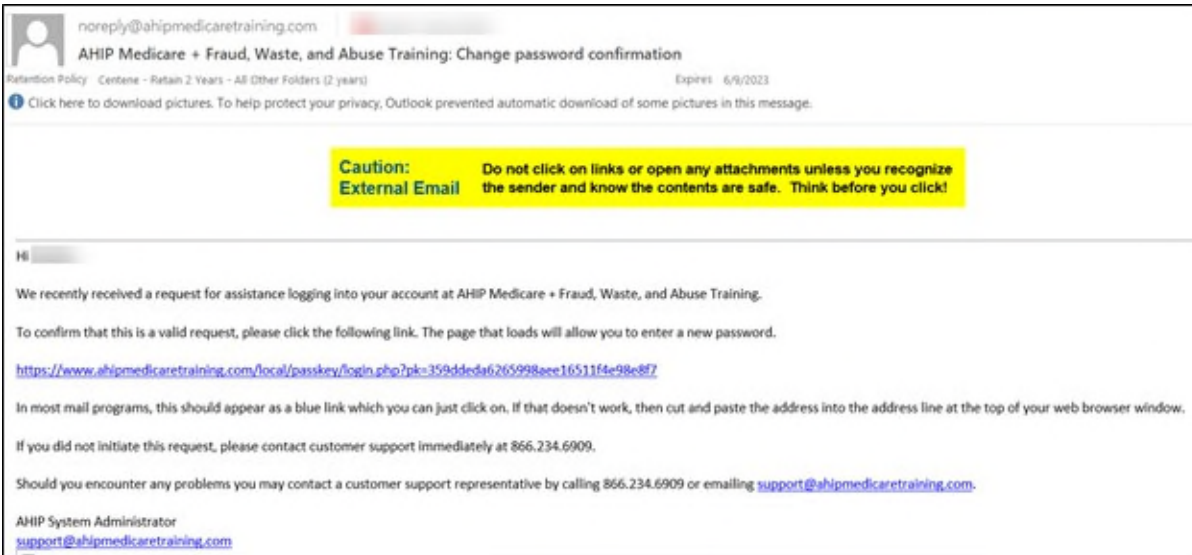 noreply@ahipmedicaretraining.com
AHIP Medicare + Fraud, Waste, and Abuse Training: Change password confirmation
Retention Policy Centene - Retain 2 Years - All Other Folders (2 years) Expires 6/9/2023
Click here to download pictures. To help protect your privacy, Outlook prevented automatic download of some pictures in this message.
Caution: Do not click on links or open any attachments unless you recognize
External Email the sender and know the contents are safe. Think before you click!
Hi
We recently received a request for assistance logging into your account at AHIP Medicare + Fraud, Waste, and Abuse Training.
To confirm that this is a valid request, please click the following link. The page that loads will allow you to enter a new password.
https://www.ahipmedicaretraining.com/local/passkey/login.php?pk=359ddeda6265998aee16511f4e98e8f7
In most mail programs, this should appear as a blue link which you can just click on. If that doesn't work, then cut and paste the address into the address line at the top of your web browser window.
If you did not initiate this request, please contact customer support immediately at 866.234.6909.
Should you encounter any problems you may contact a customer support representative by calling 866.234.6909 or emailing support@ahipmedicaretraining.com.
AHIP System Administrator
support@ahipmedicaretraining.com